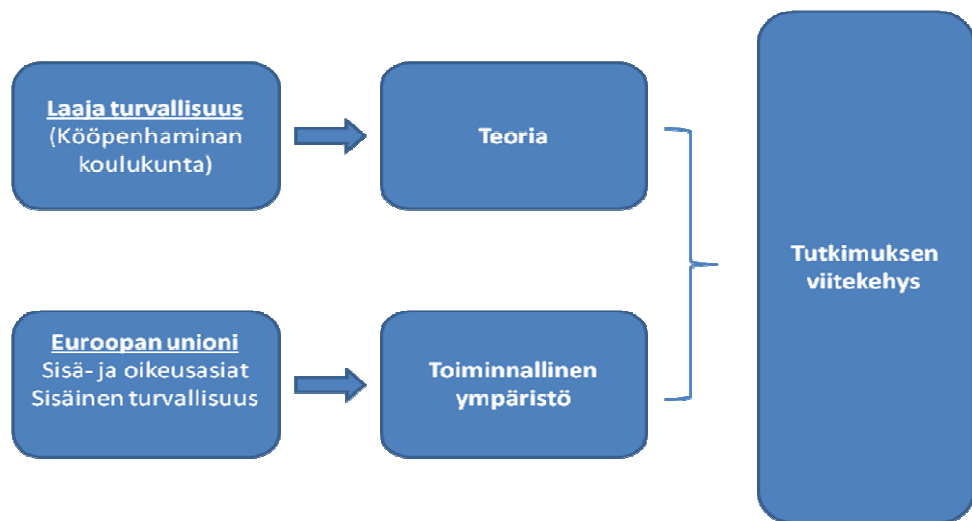 Laaja turvallisuus
(Kööpenhaminan
koulukunta)
Teoria
Euroopan unioni
Sisä- ja oikeusasiat
Sisäinen turvallisuus
Toiminnallinen
ympäristö
Tutkimuksen
viitekehys